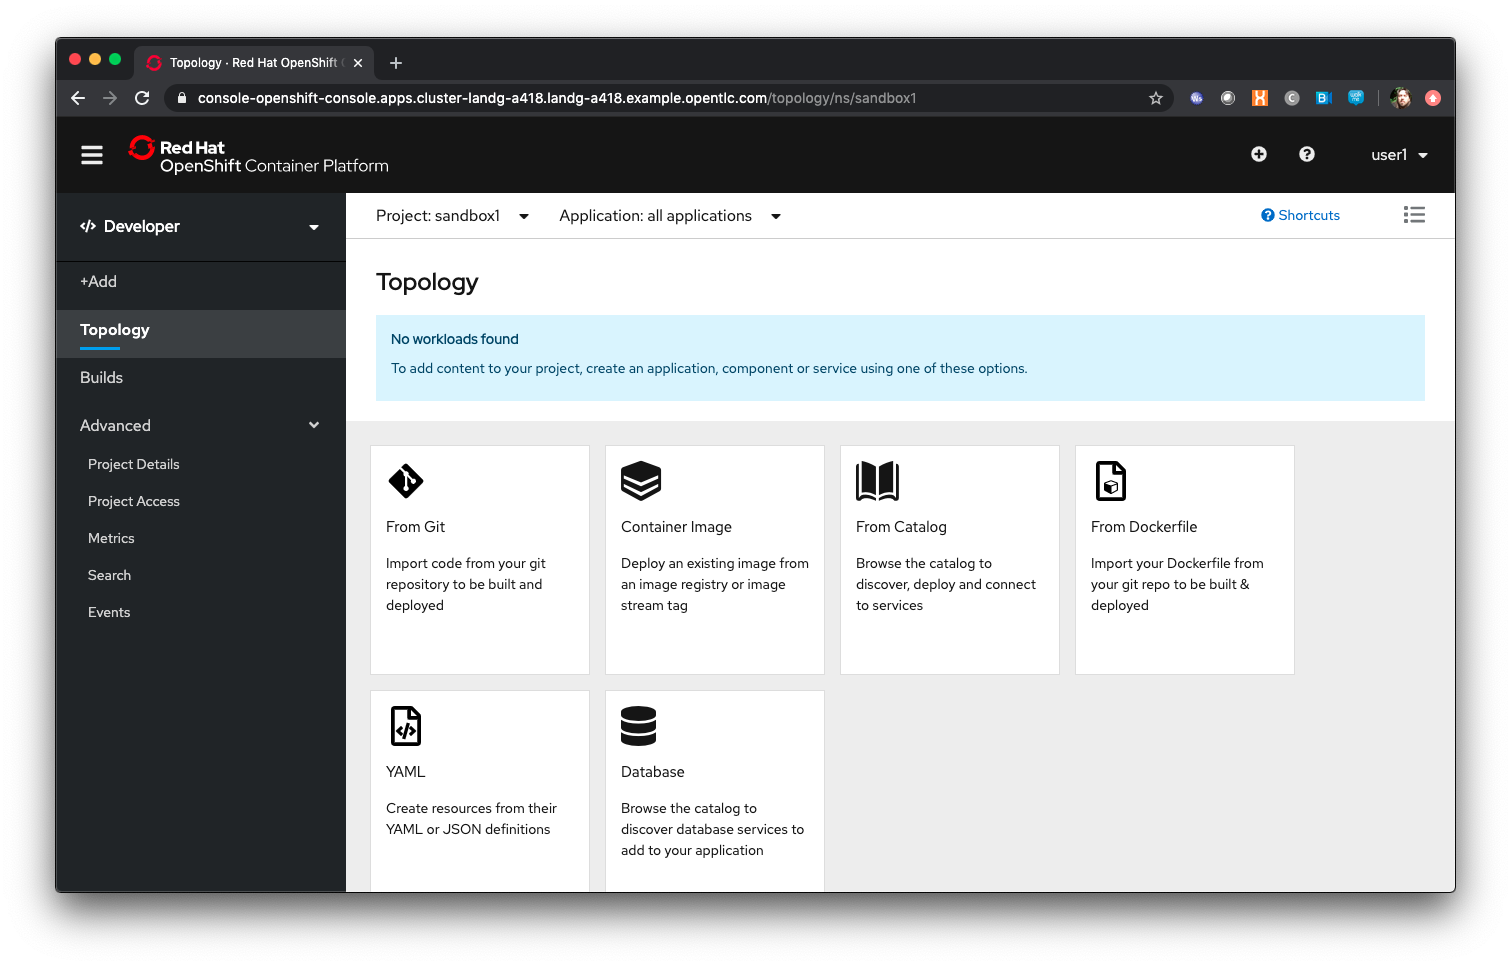 Topology · Red Hat OpenShift
console-openshift-console.apps.cluster-landg-a418.landg-a418.example.opentlc.com/topology/ns/sandbox1
Red Hat
OpenShift Container Platform
user1
Developer
Project: sandbox1
Application: all applications
Shortcuts
+Add
Topology
Builds
Advanced
Project Details
Project Access
Metrics
Search
Events
Topology
No workloads found
To add content to your project, create an application, component or service using one of these options.
From Git
Import code from your git
repository to be built and
deployed
Container Image
Deploy an existing image from
an image registry or image
stream tag
From Catalog
Browse the catalog to
discover, deploy and connect
to services
From Dockerfile
Import your Dockerfile from
your git repo to be built &
deployed
YAML
Create resources from their
YAML or JSON definitions
Database
Browse the catalog to
discover database services to
add to your application